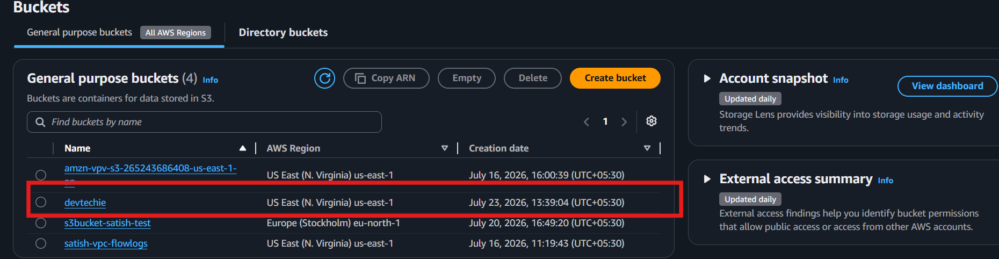 Buckets
General purpose buckets All AWS Regions Directory buckets
General purpose buckets (4) Info
Copy ARN Empty Delete Create bucket
Buckets are containers for data stored in S3.
Find buckets by name
1
Name AWS Region Creation date
amzn-vpv-s3-265243686408-us-east-1-
an US East (N. Virginia) us-east-1 July 16, 2026, 16:00:39 (UTC+05:30)
devtechie US East (N. Virginia) us-east-1 July 23, 2026, 13:39:04 (UTC+05:30)
s3bucket-satish-test Europe (Stockholm) eu-north-1 July 20, 2026, 16:49:20 (UTC+05:30)
satish-vpc-flowlogs US East (N. Virginia) us-east-1 July 16, 2026, 11:19:43 (UTC+05:30)
Account snapshot Info
View dashboard
Updated daily
Storage Lens provides visibility into storage usage and activity
trends.
External access summary Info
Updated daily
External access findings help you identify bucket permissions
that allow public access or access from other AWS accounts.